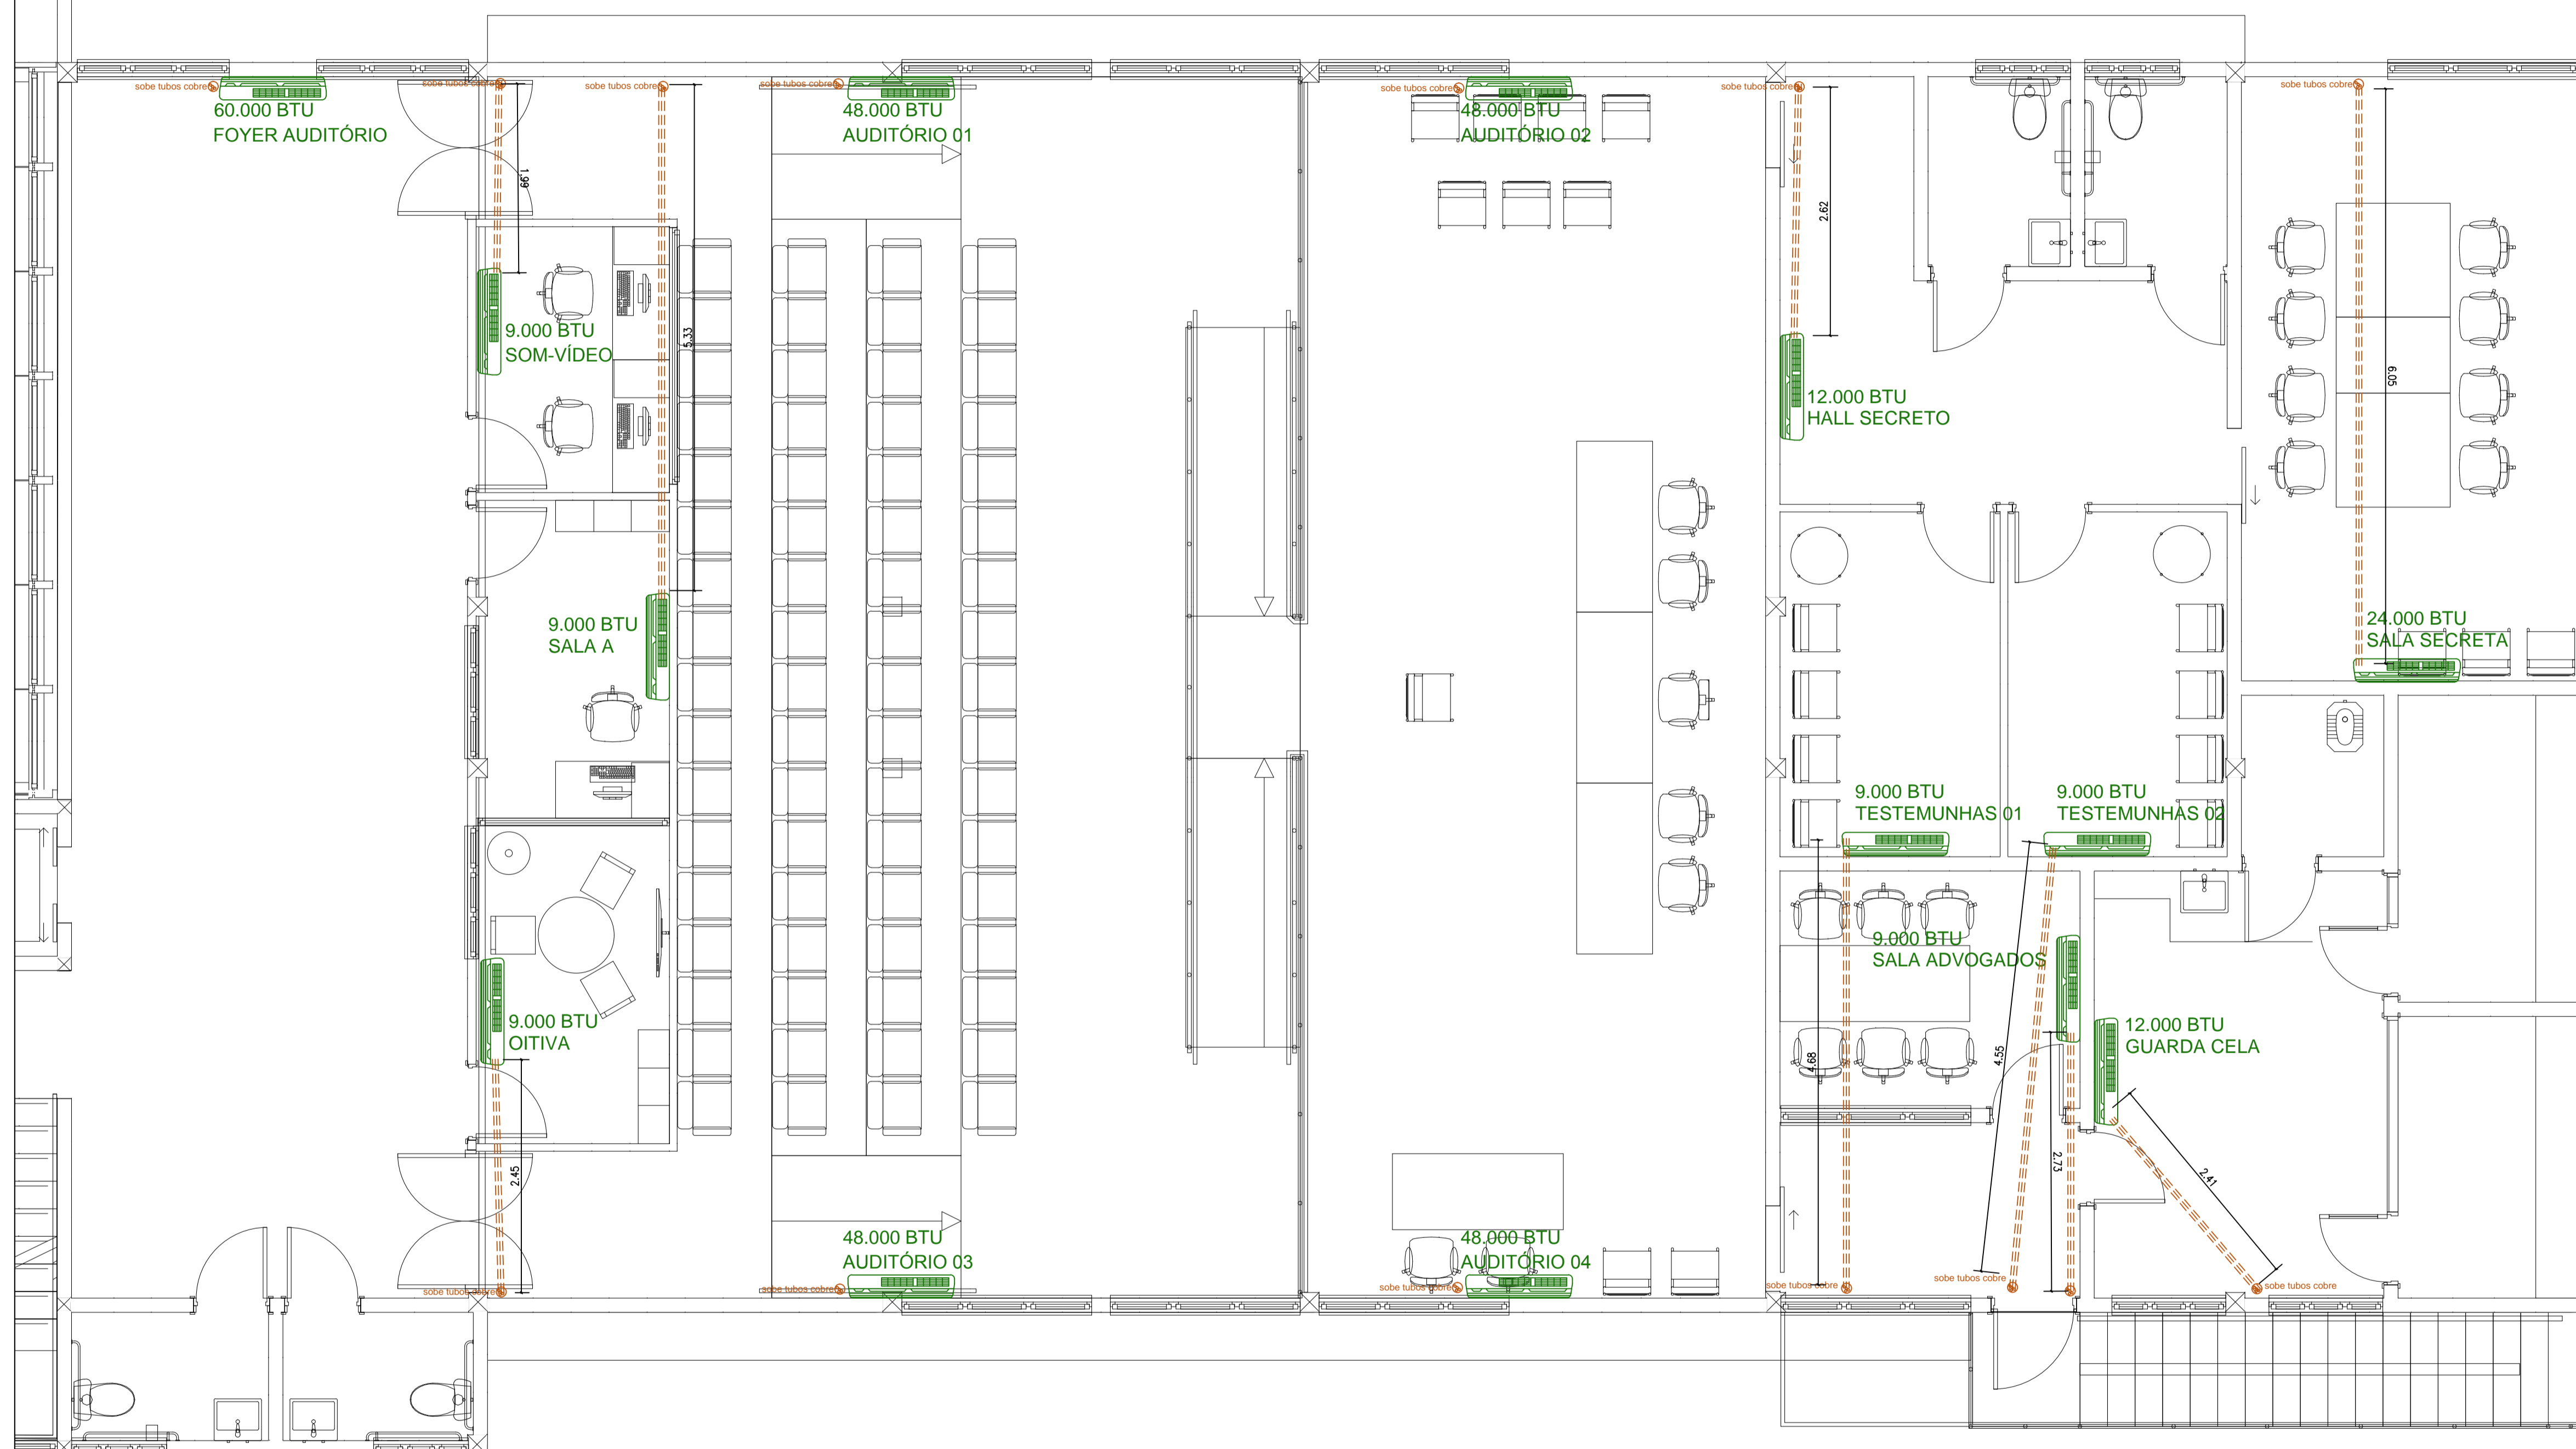 sobe tubos cobre
60.000 BTU
FOYER AUDITÓRIO
sobe tubos cobre
1.99
sobe tubos cobre
5.33
sobe tubos cobre
48.000 BTU
AUDITÓRIO 01
sobe tubos cobre
48.000 BTU
AUDITÓRIO 02
sobe tubos cobre
2.62
sobe tubos cobre
6.05
9.000 BTU
SOM-VÍDEO
12.000 BTU
HALL SECRETO
9.000 BTU
SALA A
24.000 BTU
SALA SECRETA
9.000 BTU
TESTEMUNHAS 01
9.000 BTU
TESTEMUNHAS 02
9.000 BTU
SALA ADVOGADOS
9.000 BTU
OITIVA
12.000 BTU
GUARDA CELA
4.68
4.55
2.73
2.41
2.45
48.000 BTU
AUDITÓRIO 03
48.000 BTU
AUDITÓRIO 04
sobe tubos cobre
sobe tubos cobre
sobe tubos cobre
sobe tubos cobre
sobe tubos cobre
sobe tubos cobre